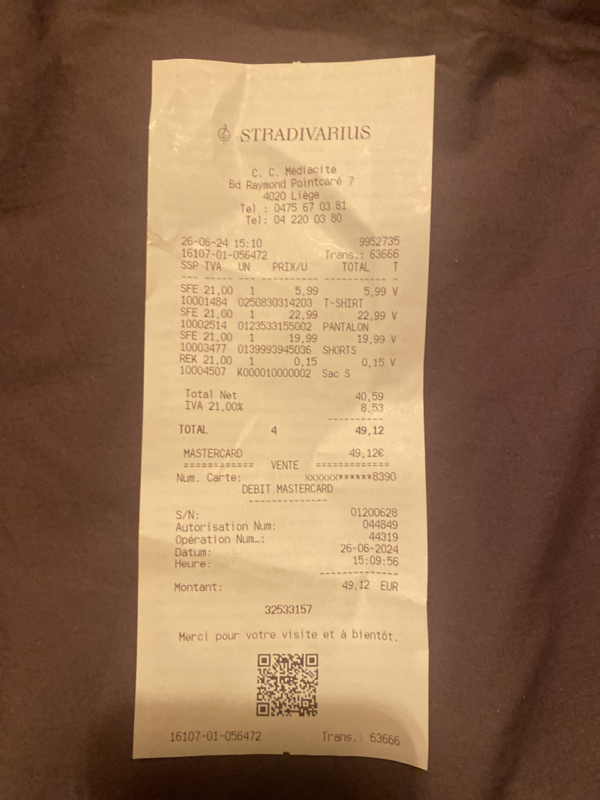 STRADIVARIUS
C. C. Médiacité
Bd Raymond Pointcaré 7
4020 Liège
Tel : 0475 67 03 81
Tel: 04 220 03 80
26-06-24 15:10 9952735
16107-01-056472 Trans.: 63666
SSP TVA UN PRIX/U TOTAL T
SFE 21,00 1 5,99 5,99 V
10001484 0250830314203 T-SHIRT
SFE 21,00 1 22,99 22,99 V
10002514 0123533155002 PANTALON
SFE 21,00 1 19,99 19,99 V
10003477 0139993945036 SHORTS
REK 21,00 1 0,15 0,15 V
10004507 K000010000002 Sac S
Total Net 40,59
IVA 21,00% 8,53
TOTAL 4 49,12
MASTERCARD 49,12€
============ VENTE =============
Num. Carte: xxxxxx******8390
DEBIT MASTERCARD
S/N: 01200628
Autorisation Num: 044849
Opération Num…: 44319
Datum: 26-06-2024
Heure: 15:09:56
Montant: 49,12 EUR
32533157
Merci pour votre visite et à bientôt.
16107-01-056472 Trans.: 63666